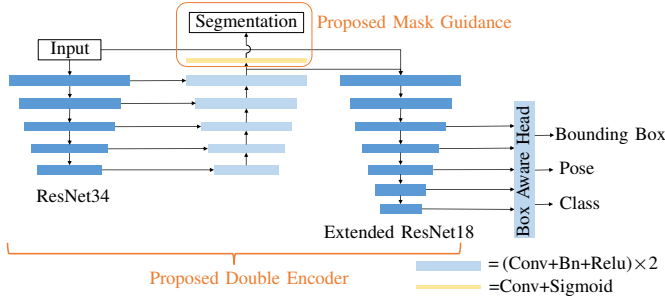 Segmentation
Proposed Mask Guidance
Input
Box Aware Head
Bounding Box
Pose
Class
ResNet34
Extended ResNet18
Proposed Double Encoder
= (Conv+Bn+Relu)×2
=Conv+Sigmoid